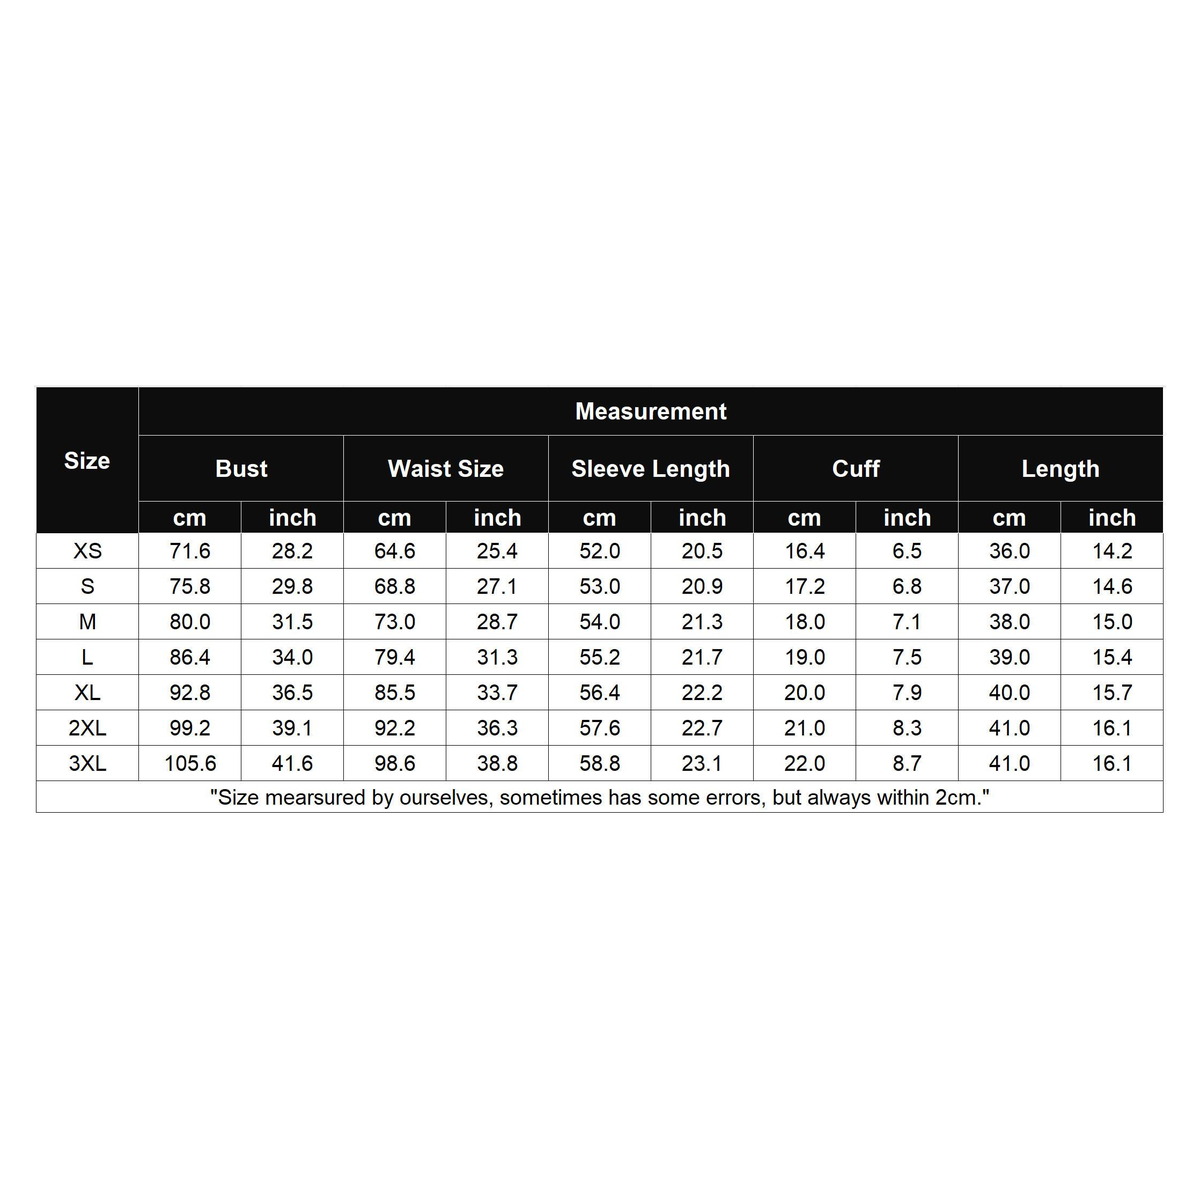 Size Measurement
Bust Waist Size Sleeve Length Cuff Length
cm inch cm inch cm inch cm inch cm inch
XS 71.6 28.2 64.6 25.4 52.0 20.5 16.4 6.5 36.0 14.2
S 75.8 29.8 68.8 27.1 53.0 20.9 17.2 6.8 37.0 14.6
M 80.0 31.5 73.0 28.7 54.0 21.3 18.0 7.1 38.0 15.0
L 86.4 34.0 79.4 31.3 55.2 21.7 19.0 7.5 39.0 15.4
XL 92.8 36.5 85.5 33.7 56.4 22.2 20.0 7.9 40.0 15.7
2XL 99.2 39.1 92.2 36.3 57.6 22.7 21.0 8.3 41.0 16.1
3XL 105.6 41.6 98.6 38.8 58.8 23.1 22.0 8.7 41.0 16.1
"Size mearsured by ourselves, sometimes has some errors, but always within 2cm."